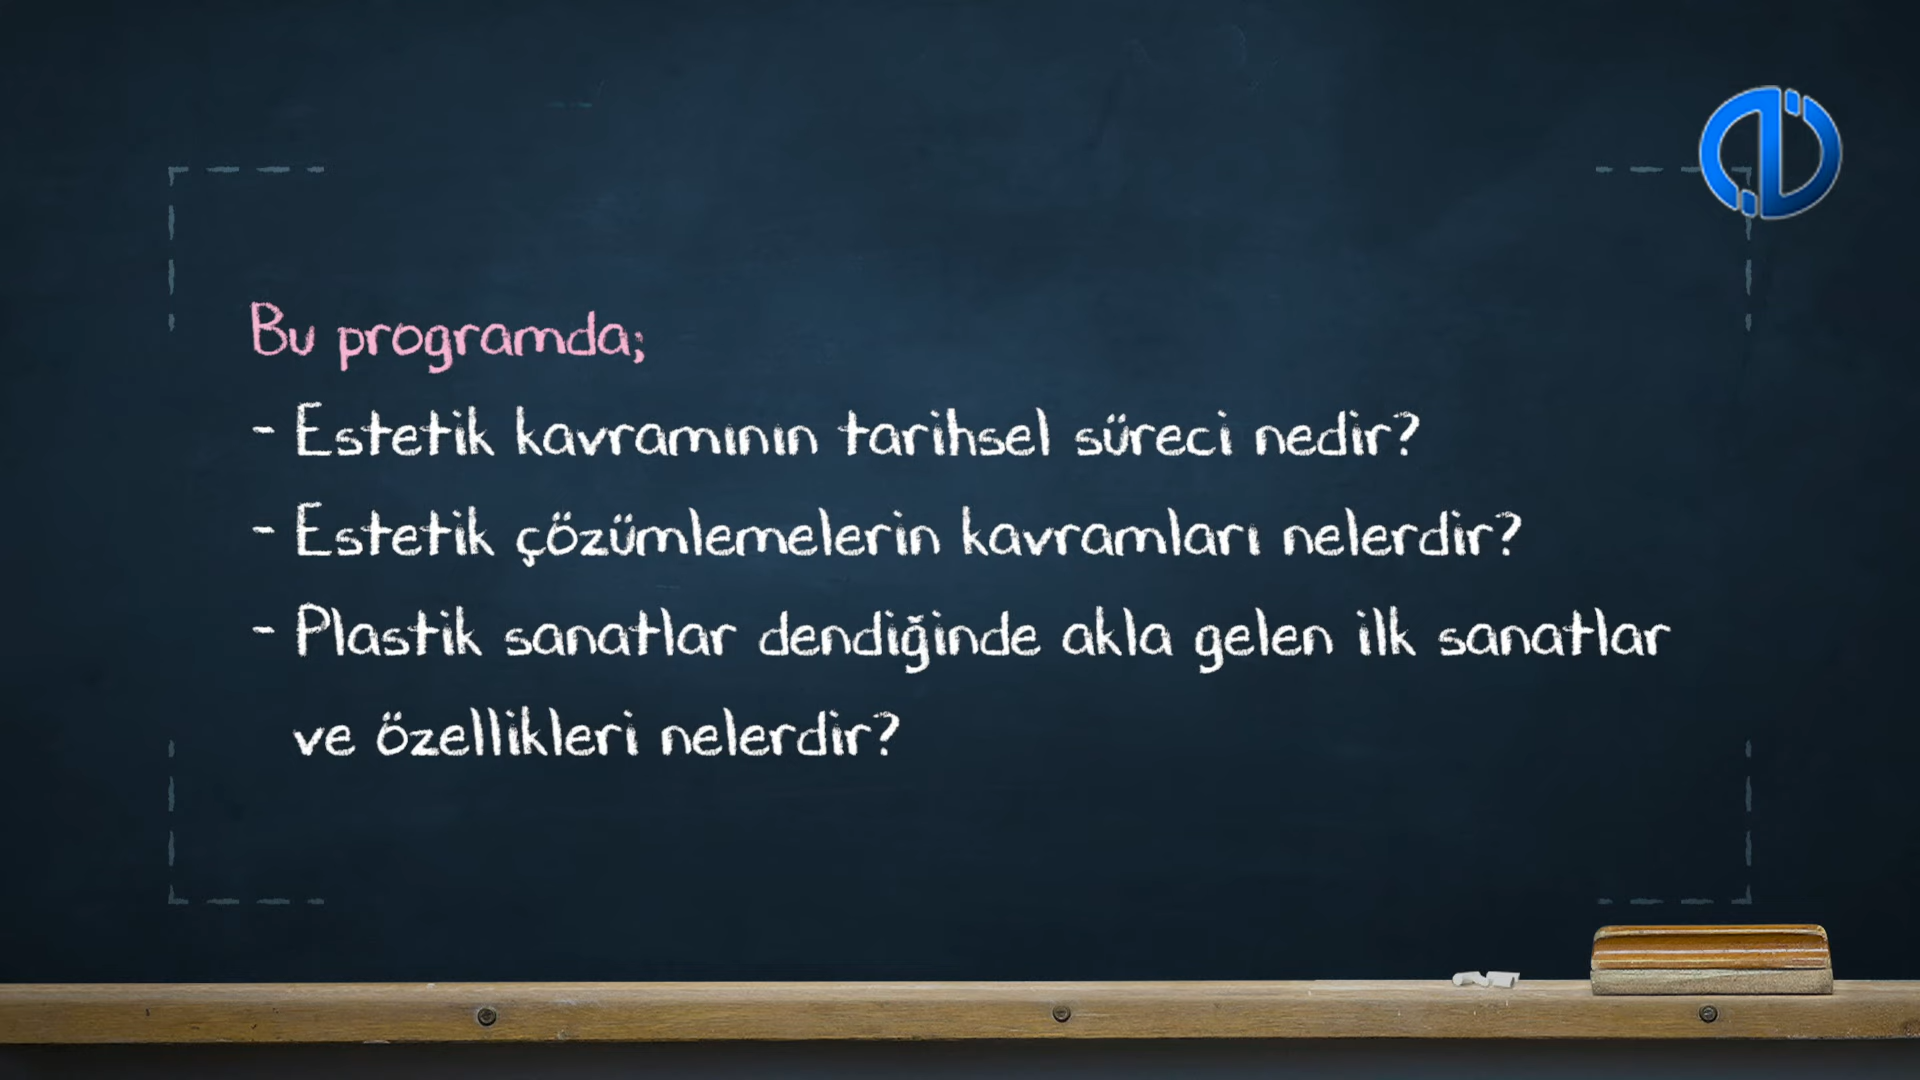 Bu programda;
- Estetik kavramının tarihsel süreci nedir?
- Estetik çözümlemelerin kavramları nelerdir?
- Plastik sanatlar dendiğinde akla gelen ilk sanatlar
ve özellikleri nelerdir?